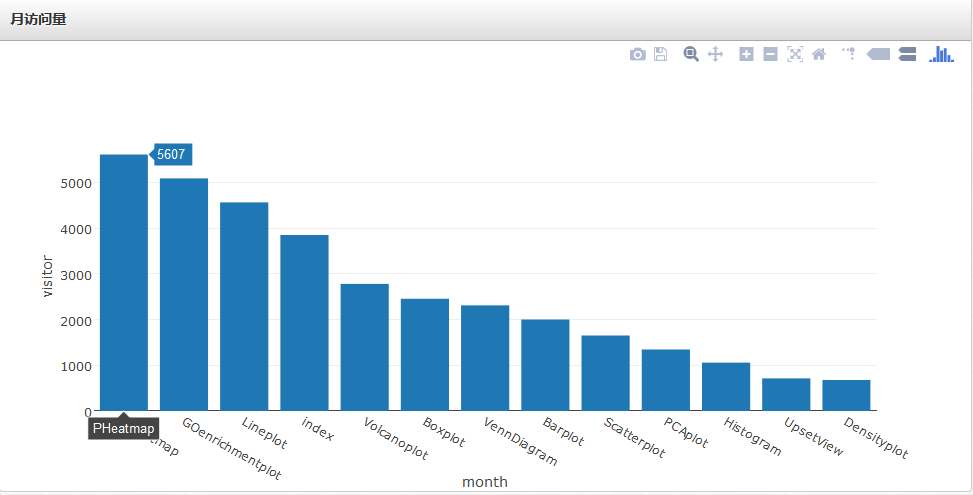 月访问量
5607
5000
4000
3000
2000
1000
0
visitor
PHeatmap
GOenrichmentplot
Lineplot
index
Volcanoplot
Boxplot
VennDiagram
Barplot
Scatterplot
PCAplot
Histogram
UpsetView
Densityplot
month